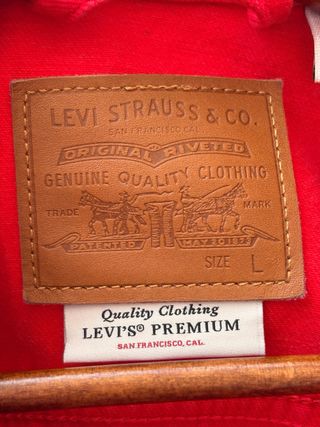 LEVI STRAUSS & CO.
SAN FRANCISCO CAL.
ORIGINAL RIVETED
GENUINE QUALITY CLOTHING
TRADE MARK
PATENTED MAY 20 1873
SIZE L
Quality Clothing
LEVI'S® PREMIUM
SAN FRANCISCO, CAL.